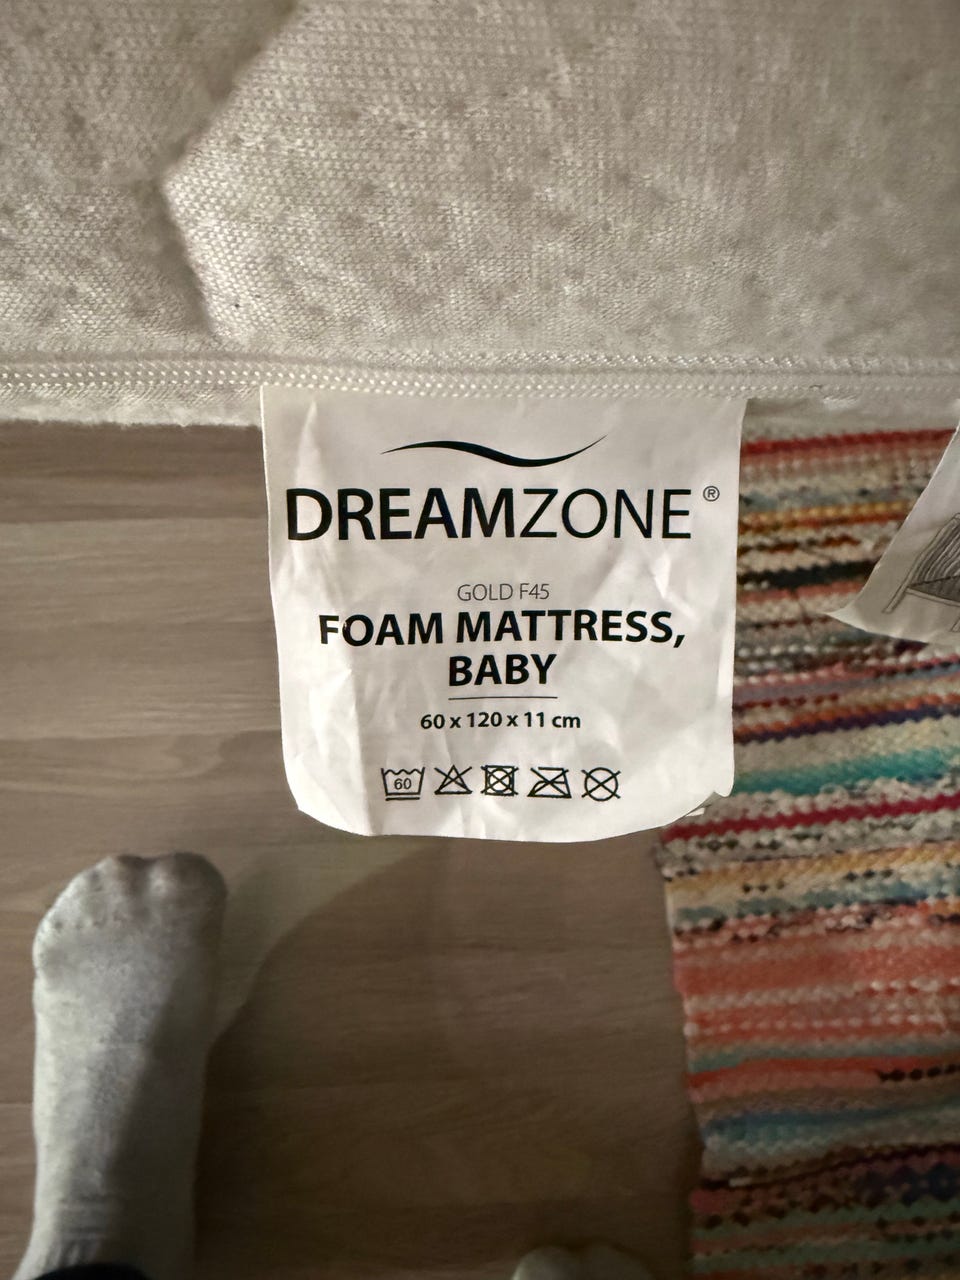 DREAMZONE®
GOLD F45
FOAM MATTRESS,
BABY
60 x 120 x 11 cm
60